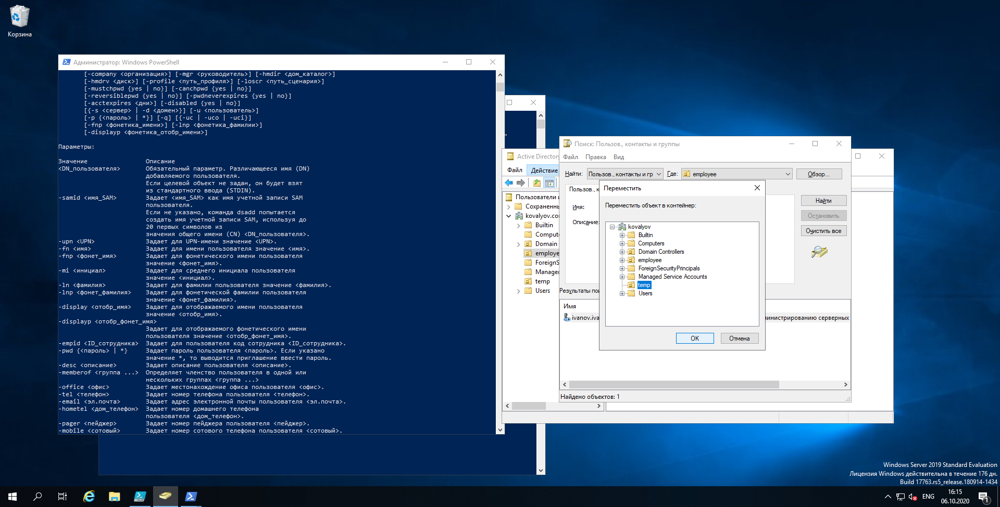 Корзина
Администратор: Windows PowerShell
[-company <организация>] [-mgr <руководитель>] [-hmdir <дом_каталог>]
[-hmdrv <диск>] [-profile <путь_профиля>] [-loscr <путь_сценария>]
[-mustchpwd {yes | no}] [-canchpwd {yes | no}]
[-reversiblepwd {yes | no}] [-pwdneverexpires {yes | no}]
[-acctexpires <дни>] [-disabled {yes | no}]
[{-s <сервер> | -d <домен>}] [-u <пользователь>]
[-p {<пароль> | *}] [-q] [{-uc | -uco | -uci}]
[-fnp <фонетика_имени>] [-lnp <фонетика_фамилии>]
[-displayp <фонетика_отобр_имени>]
Параметры:
Значение Описание
<DN_пользователя> Обязательный параметр. Различающееся имя (DN)
добавляемого пользователя.
Если целевой объект не задан, он будет взят
из стандартного ввода (STDIN).
-samid <имя_SAM> Задает <имя_SAM> как имя учетной записи SAM
пользователя.
Если не указано, команда dsadd попытается
создать имя учетной записи SAM, используя до
20 первых символов из
значения общего имени (CN) <DN_пользователя>.
-upn <UPN> Задает для UPN-имени значение <UPN>.
-fn <имя> Задает для имени пользователя значение <имя>.
-fnp <фонет_имя> Задает для фонетического имени пользователя
значение <фонет_имя>.
-mi <инициал> Задает для среднего инициала пользователя
значение <инициал>.
-ln <фамилия> Задает для фамилии пользователя значение <фамилия>.
-lnp <фонет_фамилия> Задает для фонетической фамилии пользователя
значение <фонет_фамилия>.
-display <отобр_имя> Задает для отображаемого имени пользователя
значение <отобр_имя>.
-displayp <отобр_фонет_имя>
Задает для отображаемого фонетического имени
пользователя значение <отобр_имя>.
-empid <ID_сотрудника> Задает для пользователя код сотрудника <ID_сотрудника>.
-pwd {<пароль> | *} Задает пароль пользователя <пароль>. Если указано
значение *, то выводится приглашение ввести пароль.
-desc <описание> Задает описание пользователя <описание>.
-memberof <группа ...> Определяет членство пользователя в одной или
нескольких группах <группа ...>
-office <офис> Задает местонахождение офиса пользователя <офис>.
-tel <телефон> Задает номер телефона пользователя <телефон>.
-email <эл.почта> Задает адрес электронной почты пользователя <эл.почта>.
-hometel <дом_телефон> Задает номер домашнего телефона
пользователя <дом_телефон>.
-pager <пейджер> Задает номер пейджера пользователя <пейджер>.
-mobile <сотовый> Задает номер сотового телефона пользователя <сотовый>.
"
Active Directory
Файл Действие
Пользователи и
Сохраненны
kovalyov.co
Builtin
Comput
Domain
employe
ForeignS
Managed
temp
Users
Поиск: Пользов., контакты и группы
Файл Правка Вид
Найти: Пользов., контакты и гр Где: employee Обзор...
Пользов., к
Имя:
Описание:
Найти
Остановить
Очистить все
Результаты пои
Имя
ivanov.iva министрированию серверных
Найдено объектов: 1
Переместить
Переместить объект в контейнер:
kovalyov
Builtin
Computers
Domain Controllers
employee
ForeignSecurityPrincipals
Managed Service Accounts
temp
Users
OK Отмена
Windows Server 2019 Standard Evaluation
Лицензия Windows действительна в течение 176 дн.
Build 17763.rs5_release.180914-1434
ENG
16:15
06.10.2020
1